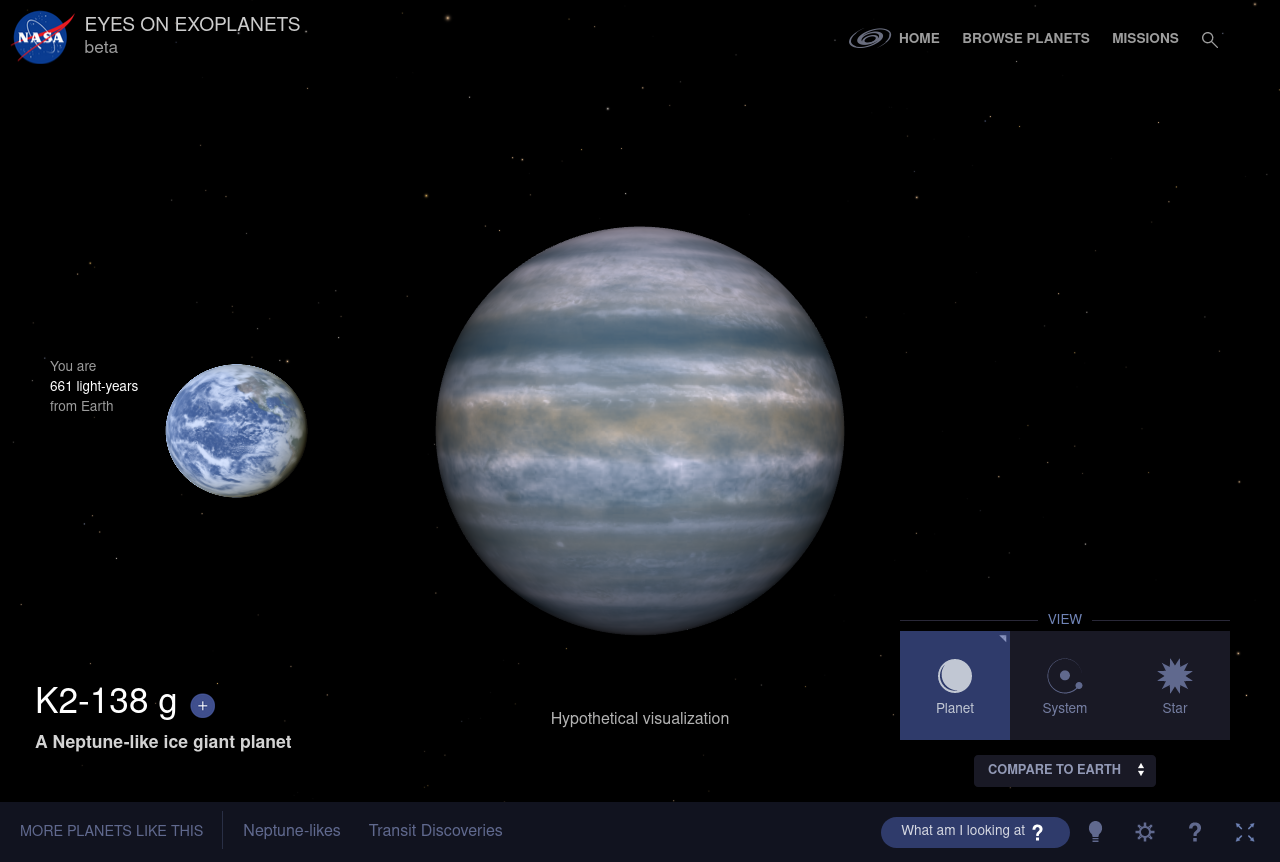 NASA
EYES ON EXOPLANETS
beta
HOME
BROWSE PLANETS
MISSIONS
You are
661 light-years
from Earth
K2-138 g +
A Neptune-like ice giant planet
Hypothetical visualization
VIEW
Planet
System
Star
COMPARE TO EARTH
MORE PLANETS LIKE THIS
Neptune-likes
Transit Discoveries
What am I looking at ?
?